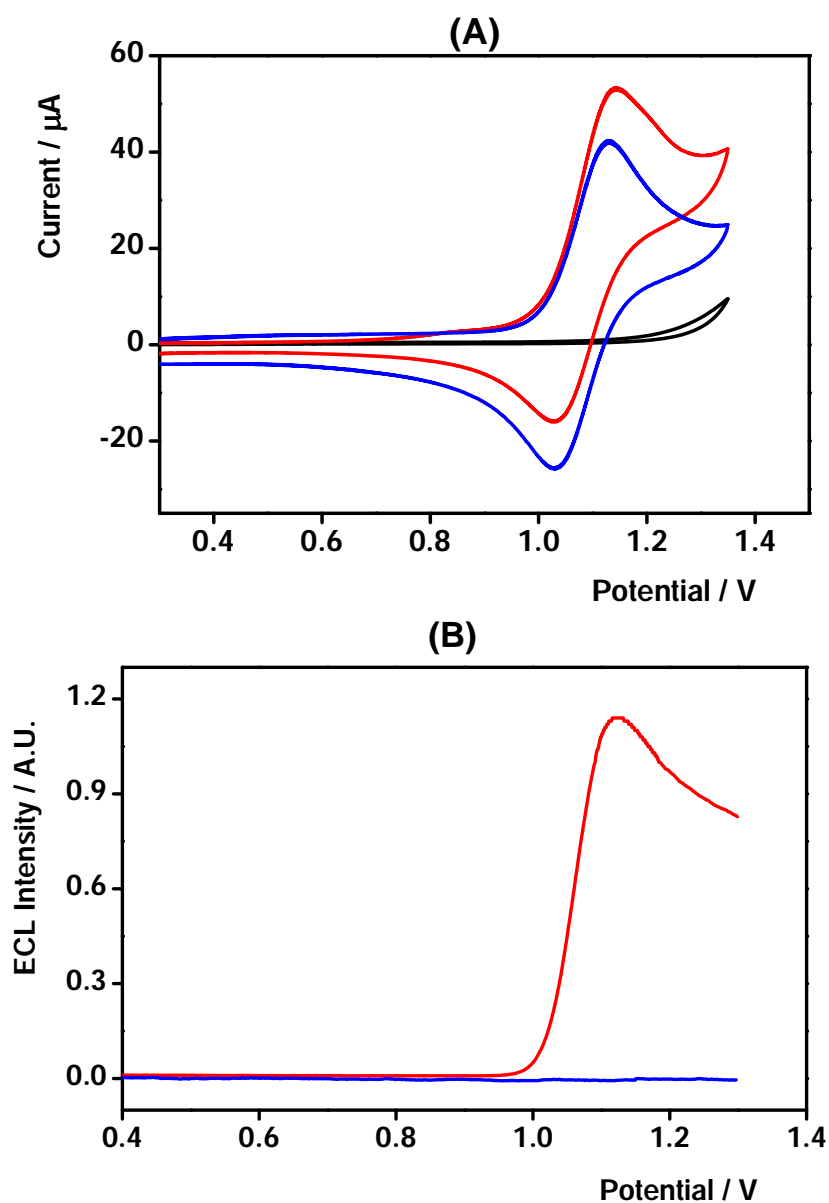 (A)
60
40
20
0
-20
Current / μA
0.4 0.6 0.8 1.0 1.2 1.4
Potential / V
(B)
1.2
0.9
0.6
0.3
0.0
ECL Intensity / A.U.
0.4 0.6 0.8 1.0 1.2 1.4
Potential / V